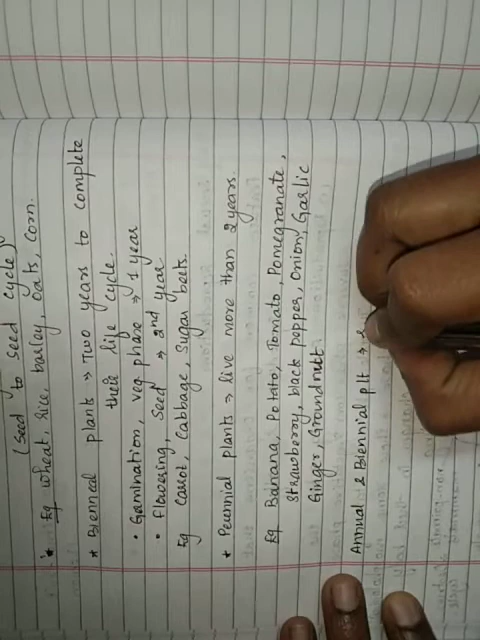 (Seed to seed cycle)
* Eg wheat, rice, barley, Oats, Corn.
* Bienneal plants → Two years to complete
their life cycle.
• Germination, veg phase → 1 year
• Flowering, seed → 2nd year
Eg Carrot, Cabbage, Sugar beets.
* Perennial plants → live more than 2 years.
Eg Banana, Potato, Tomato, Pomegranate,
Strawberry, black pepper, Onion, Garlic
Ginger, Groundnutt
Annual & Biennial plt →